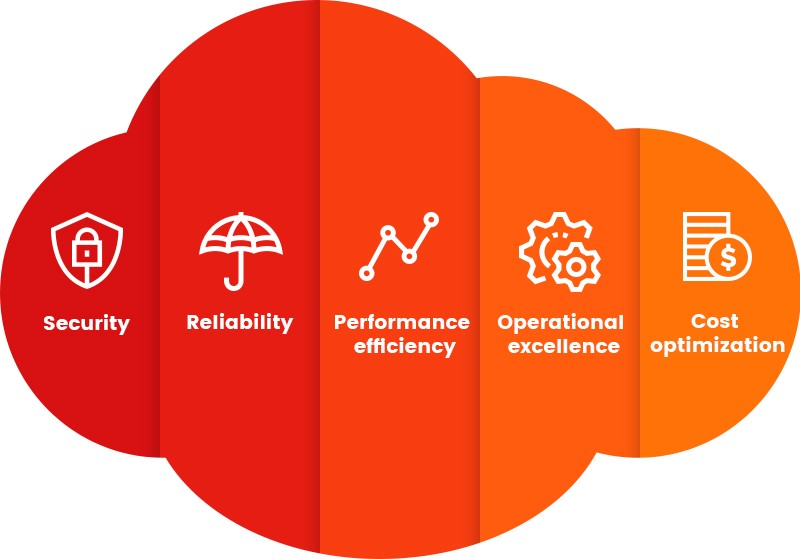 Security
Reliability
Performance
efficiency
Operational
excellence
Cost
optimization
$